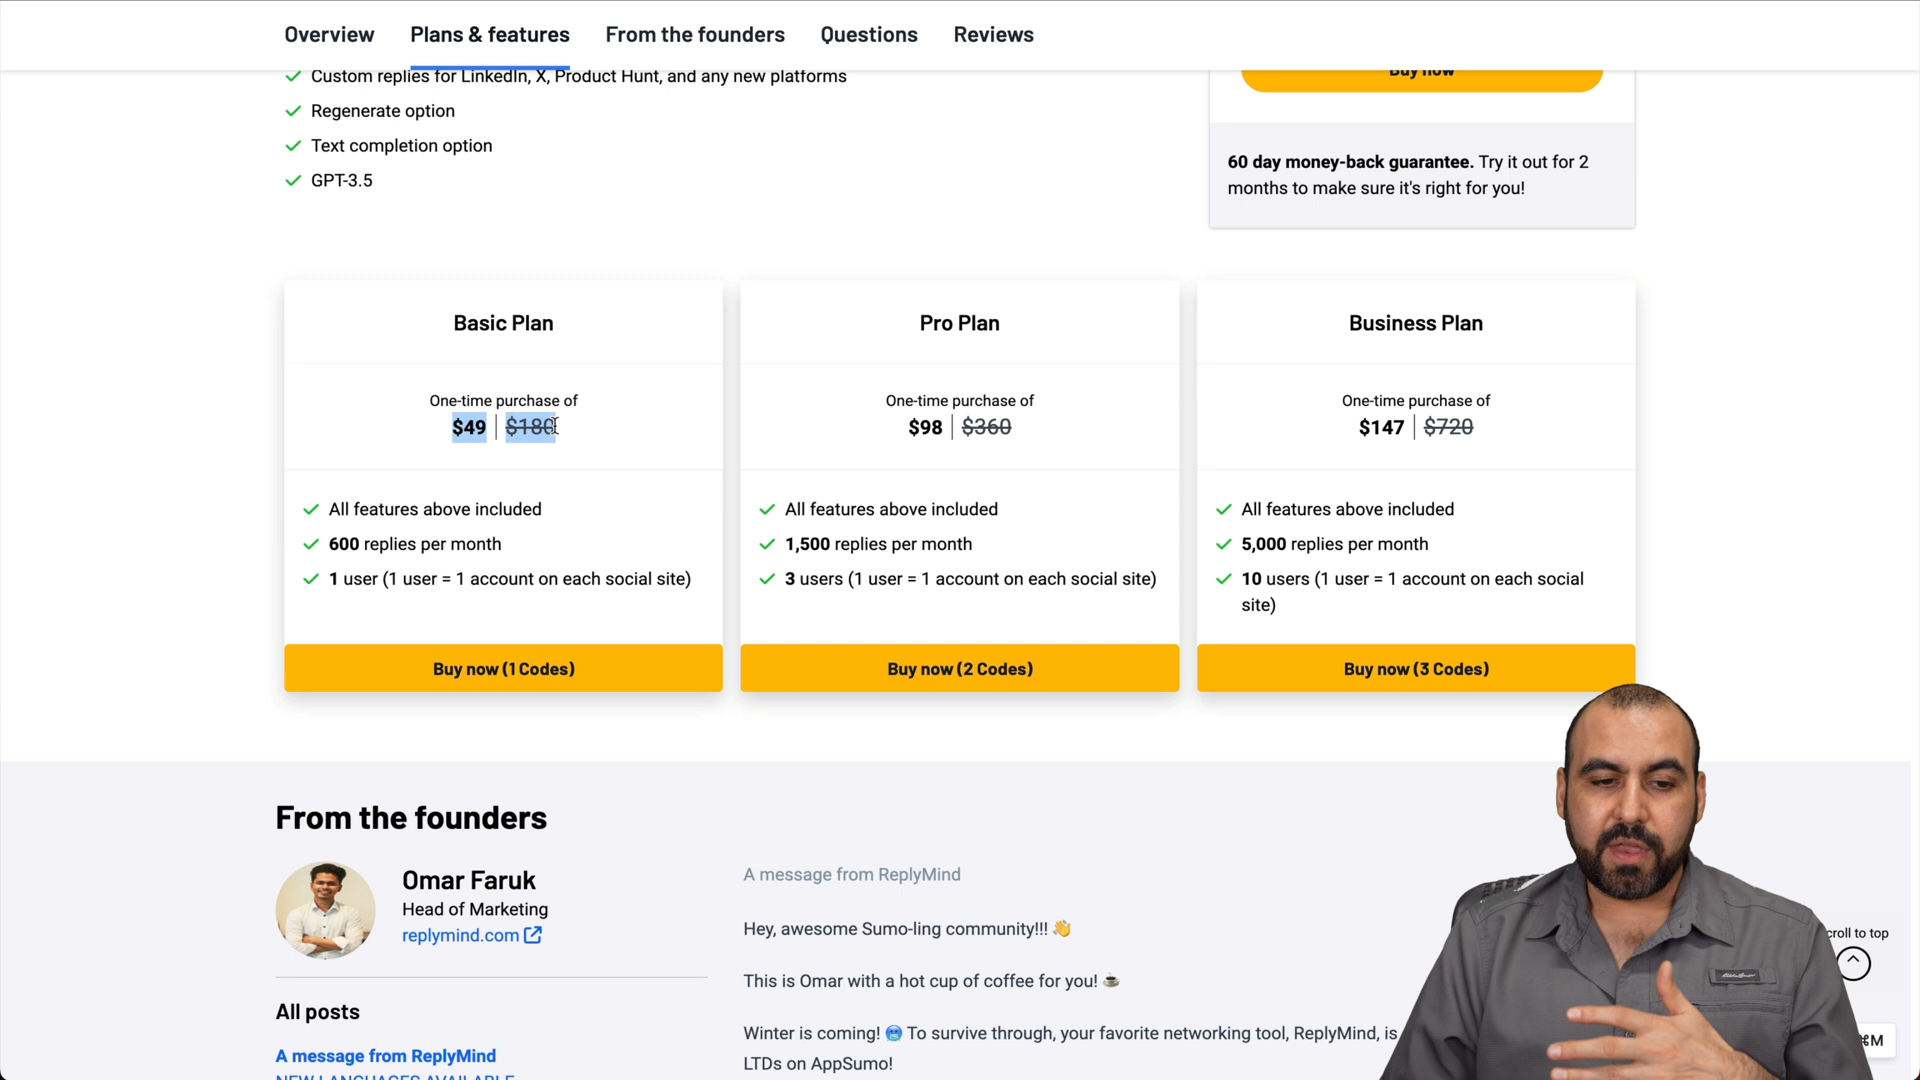 Overview
Plans & features
From the founders
Questions
Reviews
Custom replies for LinkedIn, X, Product Hunt, and any new platforms
Regenerate option
Text completion option
GPT-3.5
Buy now
60 day money-back guarantee. Try it out for 2
months to make sure it's right for you!
Basic Plan
One-time purchase of
$49 | $180
All features above included
600 replies per month
1 user (1 user = 1 account on each social site)
Buy now (1 Codes)
Pro Plan
One-time purchase of
$98 | $360
All features above included
1,500 replies per month
3 users (1 user = 1 account on each social site)
Buy now (2 Codes)
Business Plan
One-time purchase of
$147 | $720
All features above included
5,000 replies per month
10 users (1 user = 1 account on each social
site)
Buy now (3 Codes)
From the founders
Omar Faruk
Head of Marketing
replymind.com
All posts
A message from ReplyMind
NEW LANGUAGES AVAILABLE
A message from ReplyMind
Hey, awesome Sumo-ling community!!! 👋
This is Omar with a hot cup of coffee for you! ☕
Winter is coming! 🥶 To survive through, your favorite networking tool, ReplyMind, is
LTDs on AppSumo!
croll to top
⌘M